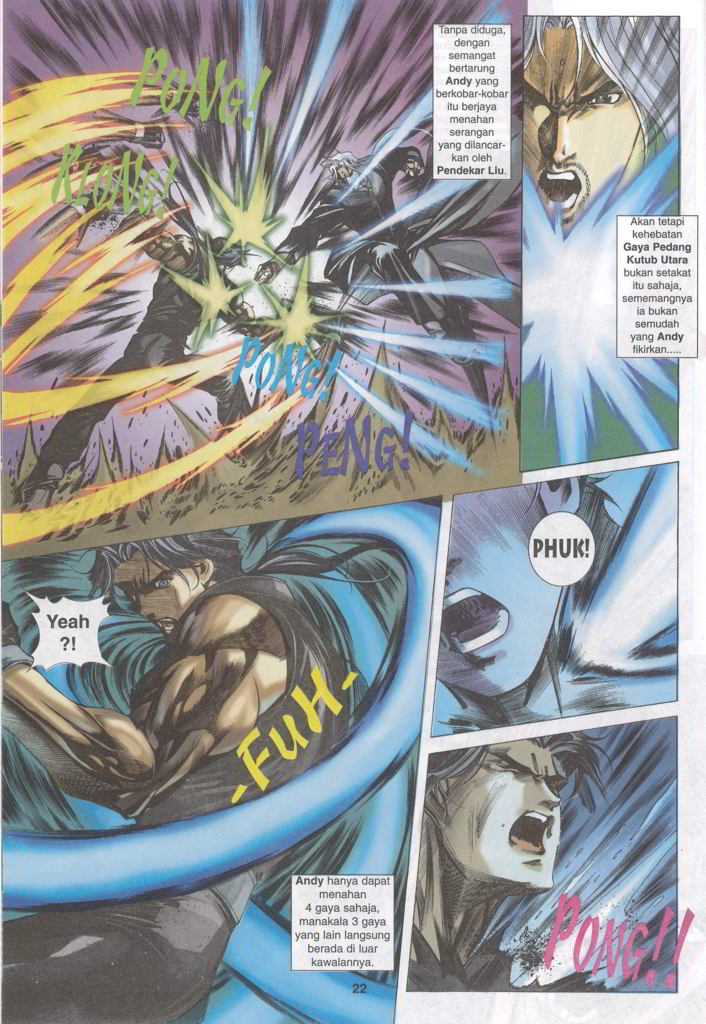 PONG!
KLONG!
PONG!
PENG!
Tanpa diduga,
dengan
semangat
bertarung
Andy yang
berkobar-kobar
itu berjaya
menahan
serangan
yang dilancar-
kan oleh
Pendekar Liu.
Akan tetapi
kehebatan
Gaya Pedang
Kutub Utara
bukan setakat
itu sahaja,
sememangnya
ia bukan
semudah
yang Andy
fikirkan.....
Yeah
?!
-FUH-
Andy hanya dapat
menahan
4 gaya sahaja,
manakala 3 gaya
yang lain langsung
berada di luar
kawalannya.
PHUK!
PONG!!
22